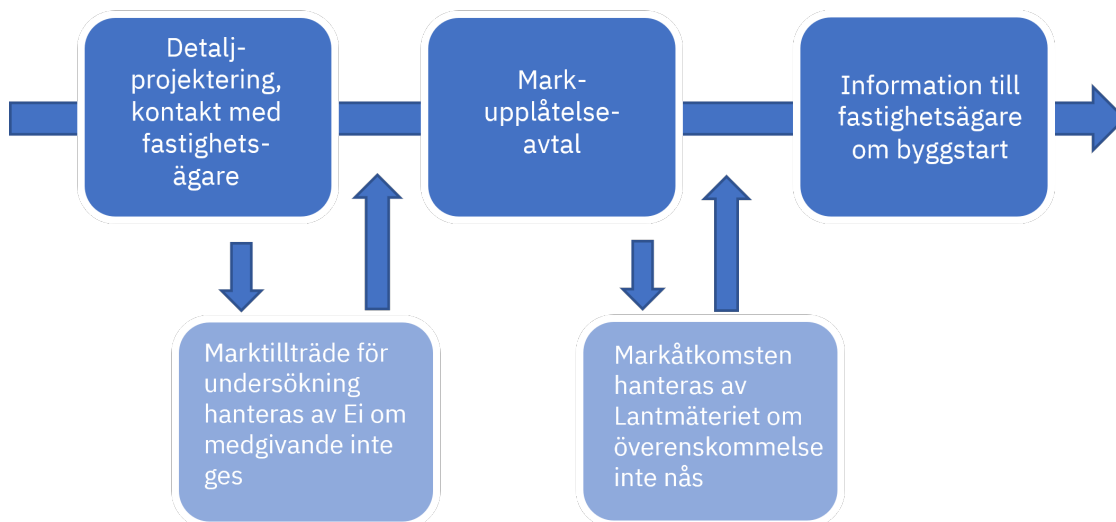 Detalj-
projektering,
kontakt med
fastighets-
ägare
Mark-
upplåtelse-
avtal
Information till
fastighetsägare
om byggstart
Marktillträde för
undersökning
hanteras av Ei om
medgivande inte
ges
Markåtkomsten
hanteras av
Lantmäteriet om
överenskommelse
inte nås